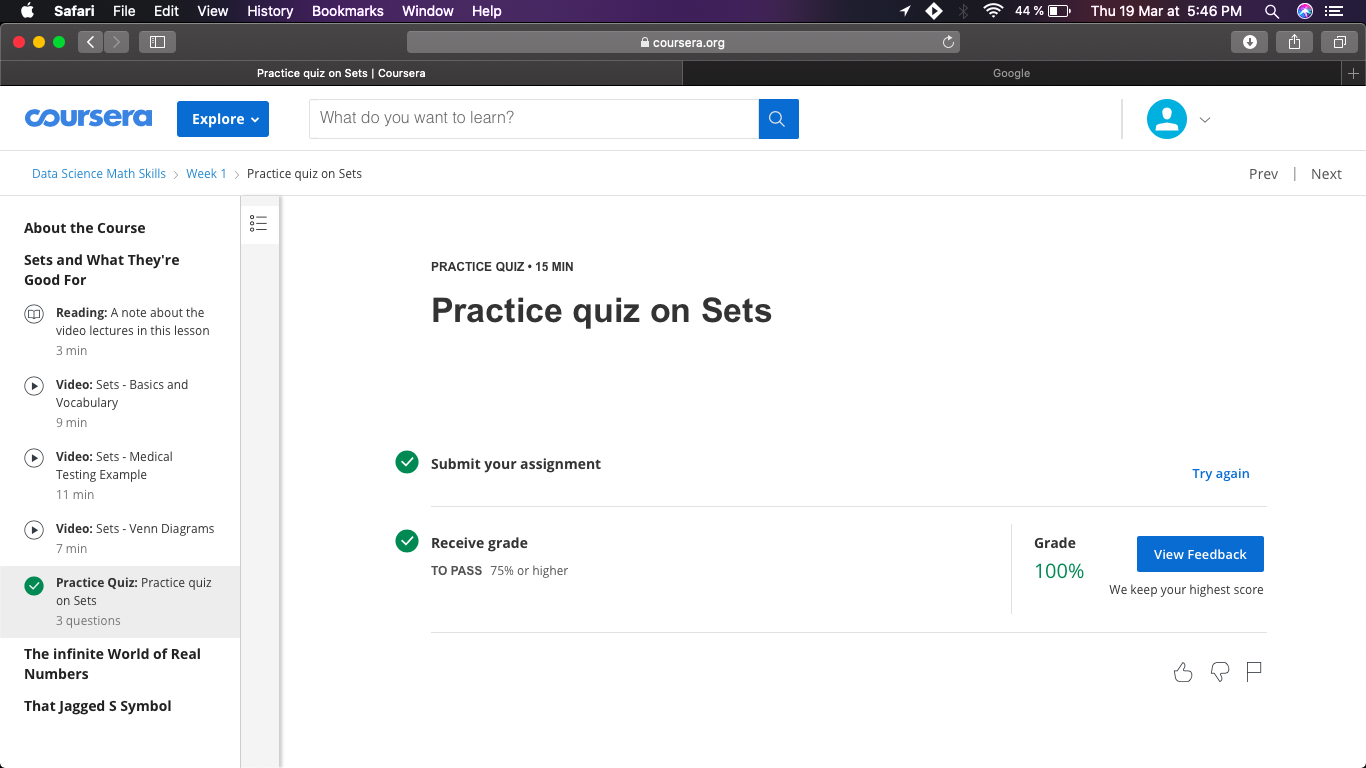 Safari File Edit View History Bookmarks Window Help 44 % Thu 19 Mar at 5:46 PM
coursera.org
Practice quiz on Sets | Coursera Google
coursera Explore What do you want to learn?
Data Science Math Skills Week 1 Practice quiz on Sets Prev | Next
About the Course
Sets and What They're
Good For
Reading: A note about the
video lectures in this lesson
3 min
Video: Sets - Basics and
Vocabulary
9 min
Video: Sets - Medical
Testing Example
11 min
Video: Sets - Venn Diagrams
7 min
Practice Quiz: Practice quiz
on Sets
3 questions
The infinite World of Real
Numbers
That Jagged S Symbol
PRACTICE QUIZ • 15 MIN
Practice quiz on Sets
Submit your assignment
Try again
Receive grade
TO PASS 75% or higher
Grade
100%
View Feedback
We keep your highest score